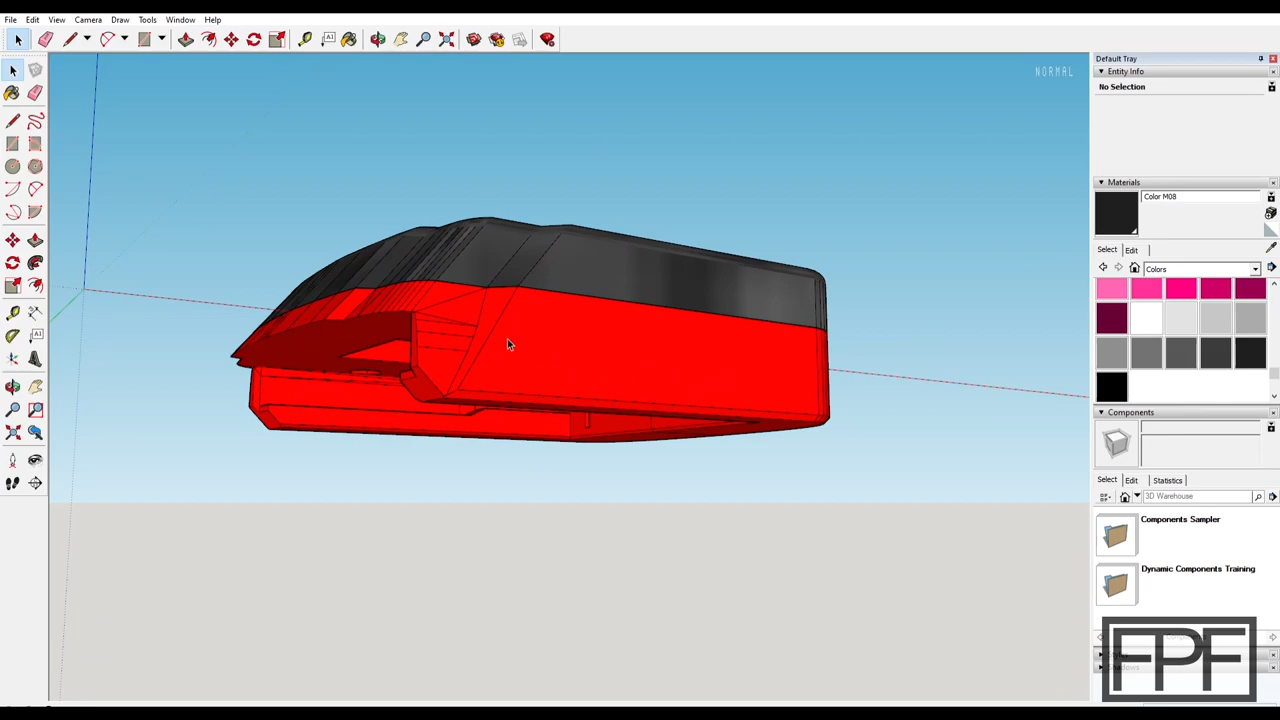 File Edit View Camera Draw Tools Window Help
Default Tray
Entity Info
No Selection
NORMAL
Materials
Color M08
Select Edit
Colors
Components
Select Edit Statistics
3D Warehouse
Components Sampler
Dynamic Components Training
FPF
Shadows